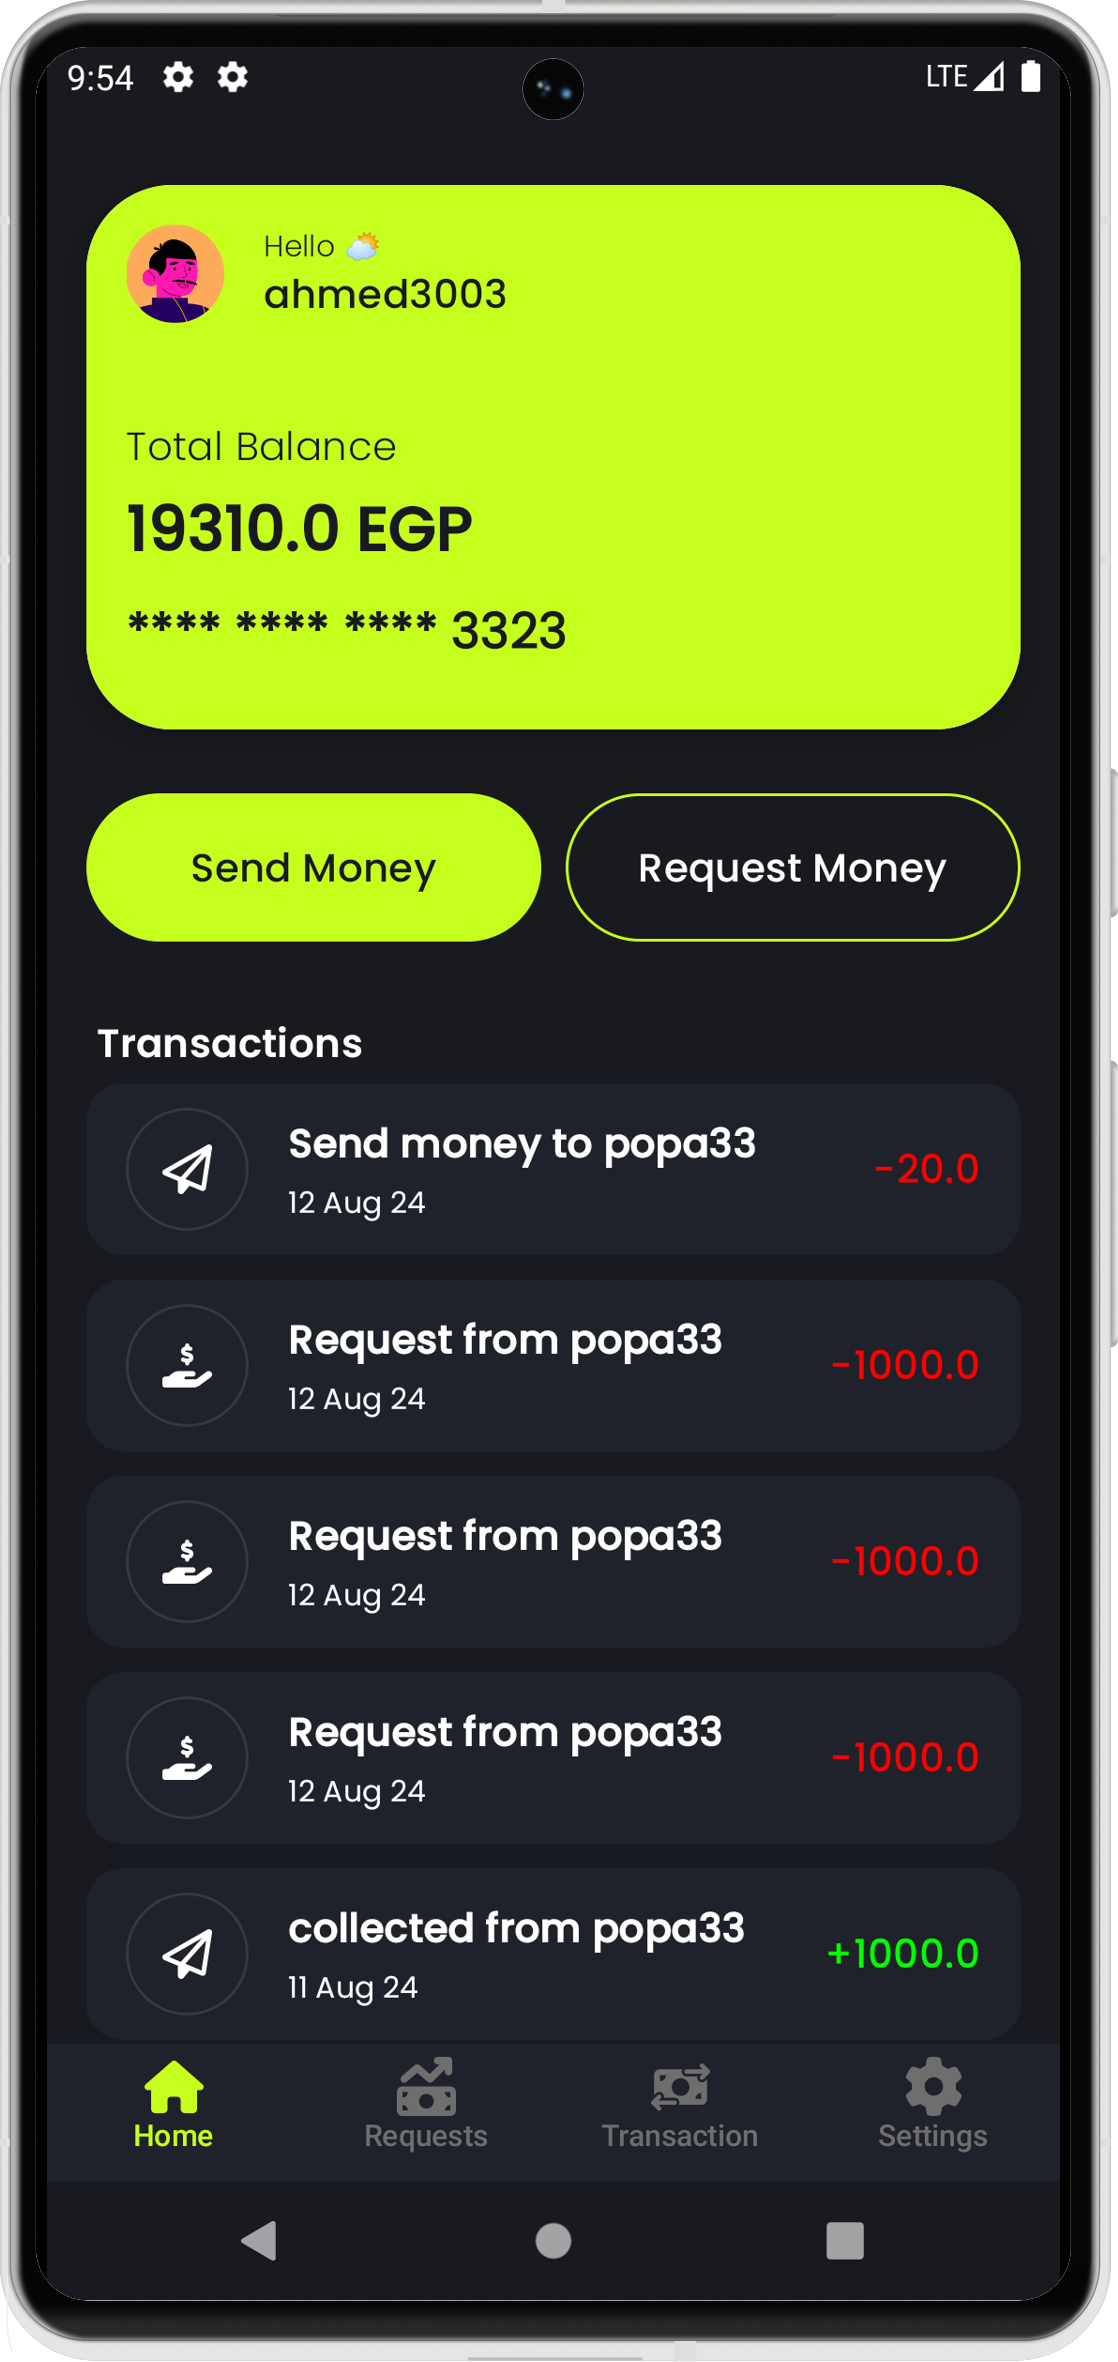 9:54 LTE
Hello
ahmed3003
Total Balance
19310.0 EGP
**** **** **** 3323
Send Money Request Money
Transactions
Send money to popa33
-20.0
12 Aug 24
Request from popa33
-1000.0
12 Aug 24
Request from popa33
-1000.0
12 Aug 24
Request from popa33
-1000.0
12 Aug 24
collected from popa33
+1000.0
11 Aug 24
Home Requests Transaction Settings